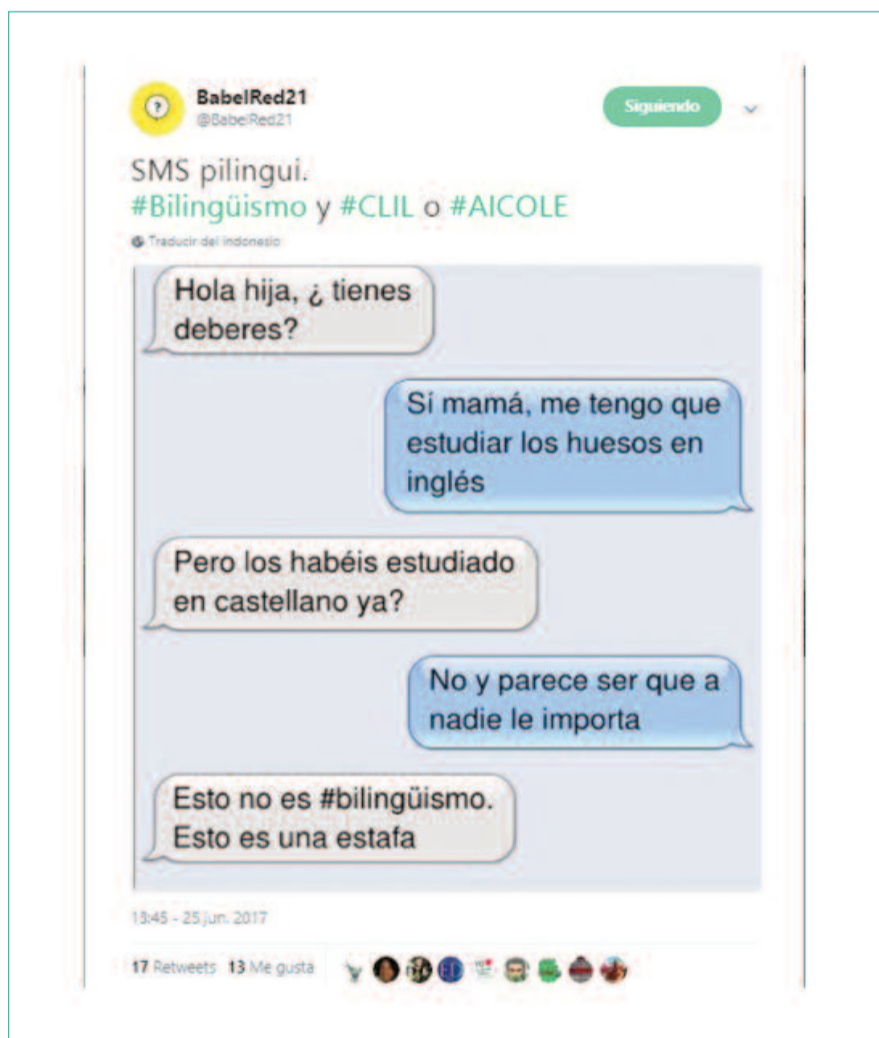 BabelRed21
@BabelRed21
Siguiendo
SMS pilingui.
#Bilingüismo y #CLIL o #AICOLE
Traducir del indonesio
Hola hija, ¿ tienes
deberes?
Sí mamá, me tengo que
estudiar los huesos en
inglés
Pero los habéis estudiado
en castellano ya?
No y parece ser que a
nadie le importa
Esto no es #bilingüismo.
Esto es una estafa
13:45 - 25 jun. 2017
17 Retweets 13 Me gusta